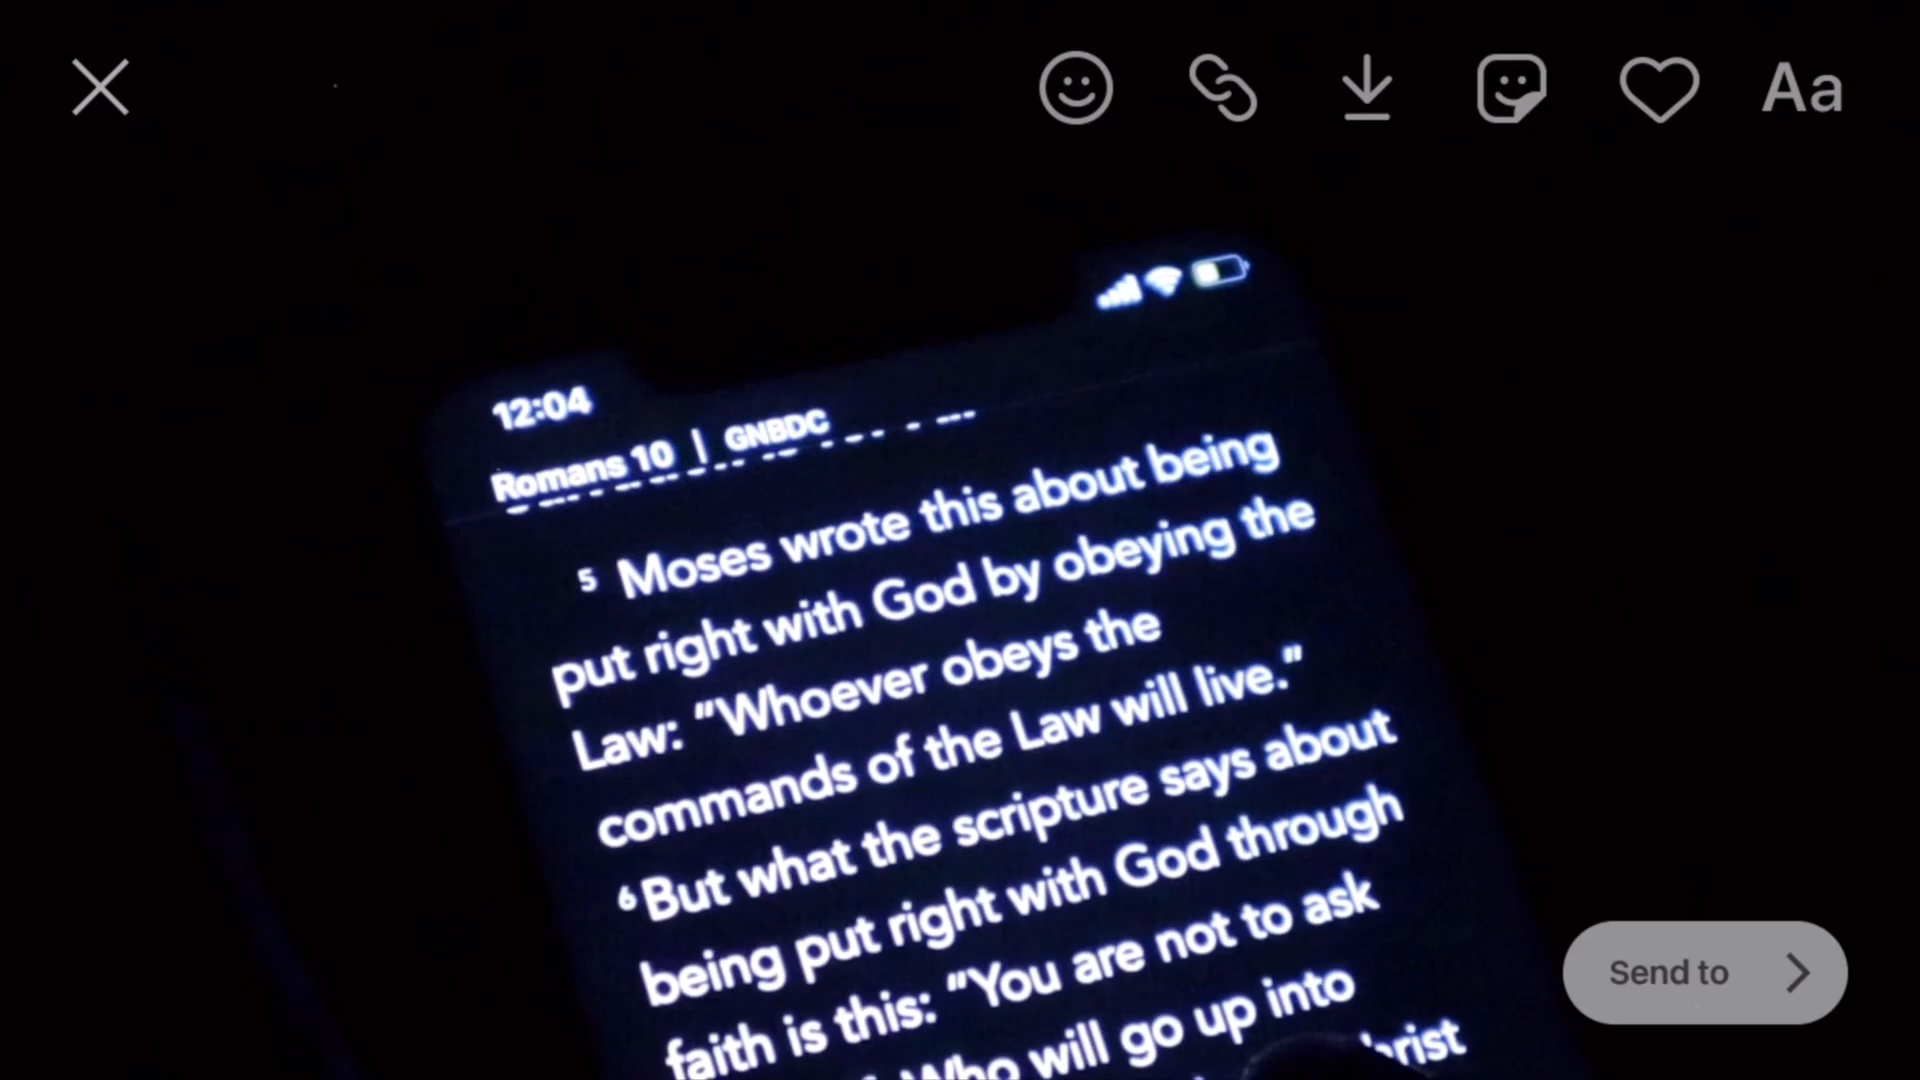 Aa
12:04
Romans 10 | GNBDC
5 Moses wrote this about being
put right with God by obeying the
Law: “Whoever obeys the
commands of the Law will live.”
6 But what the scripture says about
being put right with God through
faith is this: “You are not to ask
Who will go up into
Send to